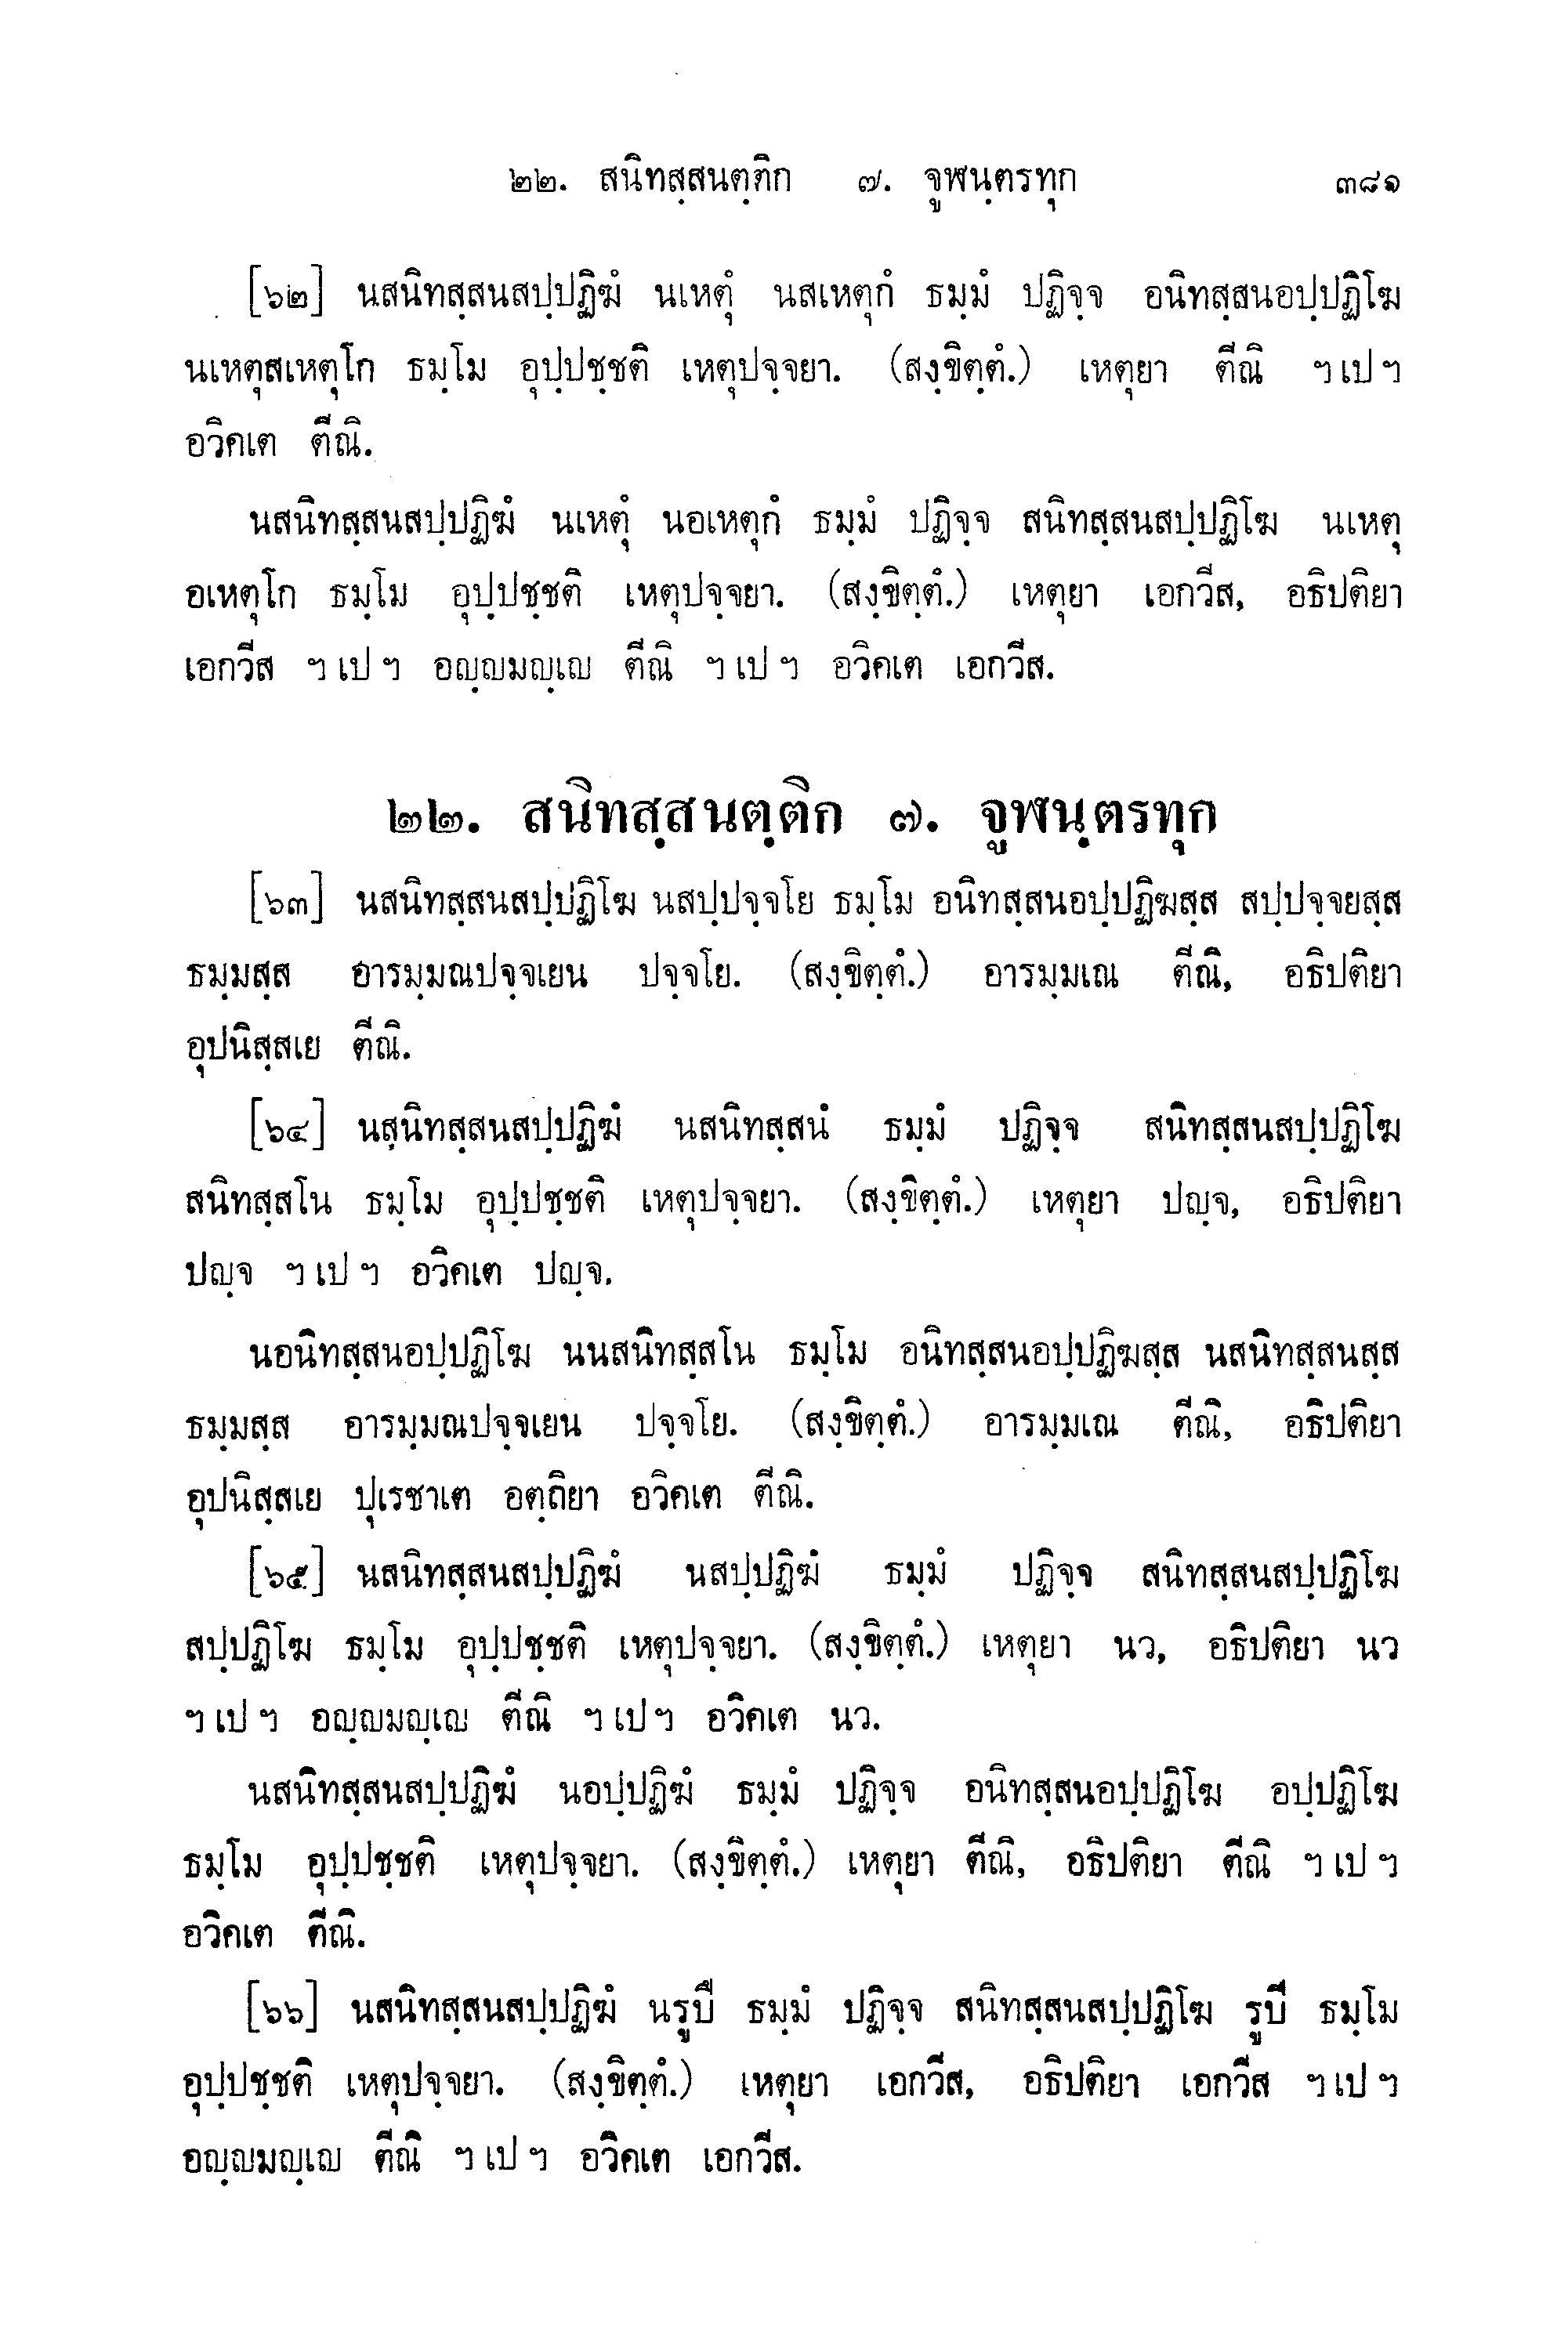 ๒๒. สนิทสฺสนตฺติก ๗. จูฬนฺตรทุก ๓๘๑
[๖๒] นสนิทสฺสนสปฺปฏิฆํ นเหตุํ นสเหตุกํ ธมฺมํ ปฏิจฺจ อนิทสฺสนอปฺปฏิโฆ
นเหตุสเหตุโก ธมฺโม อุปฺปชฺชติ เหตุปจฺจยา. (สงฺขิตฺตํ.) เหตุยา ตีณิ ฯ เป ฯ
อวิคเต ตีณิ.
นสนิทสฺสนสปฺปฏิฆํ นเหตุํ นอเหตุกํ ธมฺมํ ปฏิจฺจ สนิทสฺสนสปฺปฏิโฆ นเหตุ
อเหตุโก ธมฺโม อุปฺปชฺชติ เหตุปจฺจยา. (สงฺขิตฺตํ.) เหตุยา เอกวีส, อธิปติยา
เอกวีส ฯ เป ฯ อญฺญมญฺเญ ตีณิ ฯ เป ฯ อวิคเต เอกวีส.
๒๒. สนิทสฺสนตฺติก ๗. จูฬนฺตรทุก
[๖๓] นสนิทสฺสนสปฺปฏิโฆ นสปฺปจฺจโย ธมฺโม อนิทสฺสนอปฺปฏิฆสฺส สปฺปจฺจยสฺส
ธมฺมสฺส อารมฺมณปจฺจเยน ปจฺจโย. (สงฺขิตฺตํ.) อารมฺมเณ ตีณิ, อธิปติยา
อุปนิสฺสเย ตีณิ.
[๖๔] นสนิทสฺสนสปฺปฏิฆํ นสนิทสฺสนํ ธมฺมํ ปฏิจฺจ สนิทสฺสนสปฺปฏิโฆ
สนิทสฺสโน ธมฺโม อุปฺปชฺชติ เหตุปจฺจยา. (สงฺขิตฺตํ.) เหตุยา ปญฺจ, อธิปติยา
ปญฺจ ฯ เป ฯ อวิคเต ปญฺจ.
นอนิทสฺสนอปฺปฏิโฆ นนสนิทสฺสโน ธมฺโม อนิทสฺสนอปฺปฏิฆสฺส นสนิทสฺสนสฺส
ธมฺมสฺส อารมฺมณปจฺจเยน ปจฺจโย. (สงฺขิตฺตํ.) อารมฺมเณ ตีณิ, อธิปติยา
อุปนิสฺสเย ปุเรชาเต อตฺถิยา อวิคเต ตีณิ.
[๖๕] นสนิทสฺสนสปฺปฏิฆํ นสปฺปฏิฆํ ธมฺมํ ปฏิจฺจ สนิทสฺสนสปฺปฏิโฆ
สปฺปฏิโฆ ธมฺโม อุปฺปชฺชติ เหตุปจฺจยา. (สงฺขิตฺตํ.) เหตุยา นว, อธิปติยา นว
ฯ เป ฯ อญฺญมญฺเญ ตีณิ ฯ เป ฯ อวิคเต นว.
นสนิทสฺสนสปฺปฏิฆํ นอปฺปฏิฆํ ธมฺมํ ปฏิจฺจ อนิทสฺสนอปฺปฏิโฆ อปฺปฏิโฆ
ธมฺโม อุปฺปชฺชติ เหตุปจฺจยา. (สงฺขิตฺตํ.) เหตุยา ตีณิ, อธิปติยา ตีณิ ฯ เป ฯ
อวิคเต ตีณิ.
[๖๖] นสนิทสฺสนสปฺปฏิฆํ นรูปึ ธมฺมํ ปฏิจฺจ สนิทสฺสนสปฺปฏิโฆ รูปี ธมฺโม
อุปฺปชฺชติ เหตุปจฺจยา. (สงฺขิตฺตํ.) เหตุยา เอกวีส, อธิปติยา เอกวีส ฯ เป ฯ
อญฺญมญฺเญ ตีณิ ฯ เป ฯ อวิคเต เอกวีส.